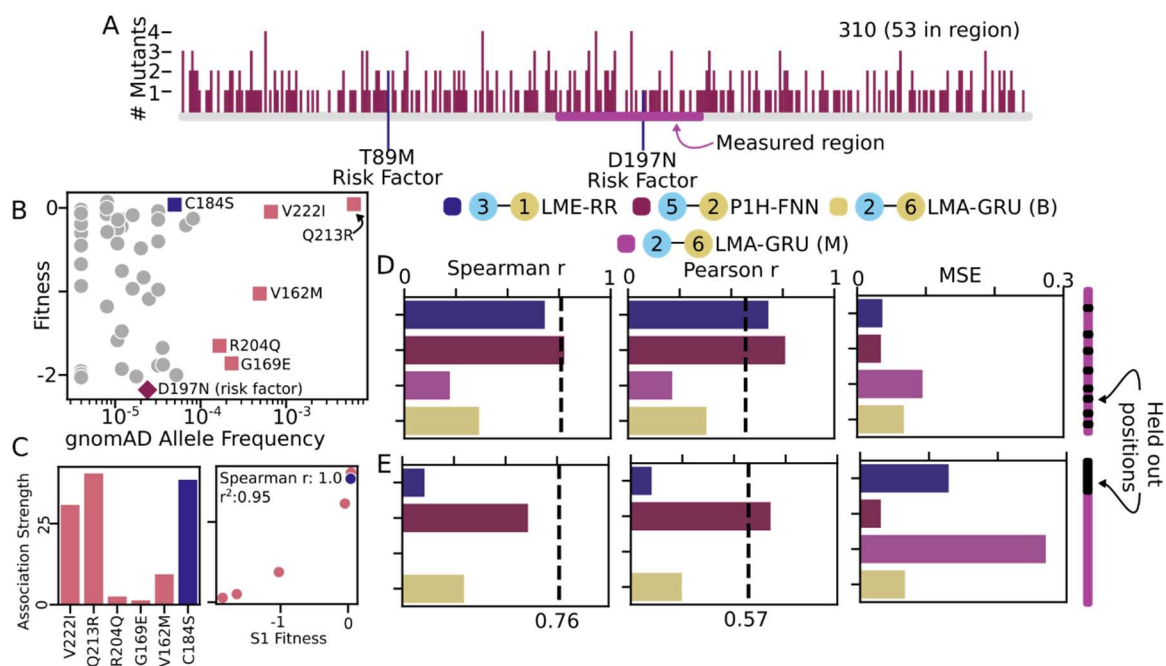 A
# Mutants
4
3
2
1
310 (53 in region)
Measured region
T89M
Risk Factor
D197N
Risk Factor
3 1 LME-RR 5 2 P1H-FNN 2 6 LMA-GRU (B)
2 6 LMA-GRU (M)
B
Fitness
0
-2
C184S
V222I
Q213R
V162M
R204Q
G169E
D197N (risk factor)
10-5 10-4 10-3
gnomAD Allele Frequency
C
Association Strength
25
0
V222I
Q213R
R204Q
G169E
V162M
C184S
Spearman r: 1.0
r2:0.95
-1 0
S1 Fitness
D
0 Spearman r 1
0 Pearson r 1
0 MSE 0.3
E
0.76
0.57
Held out
positions